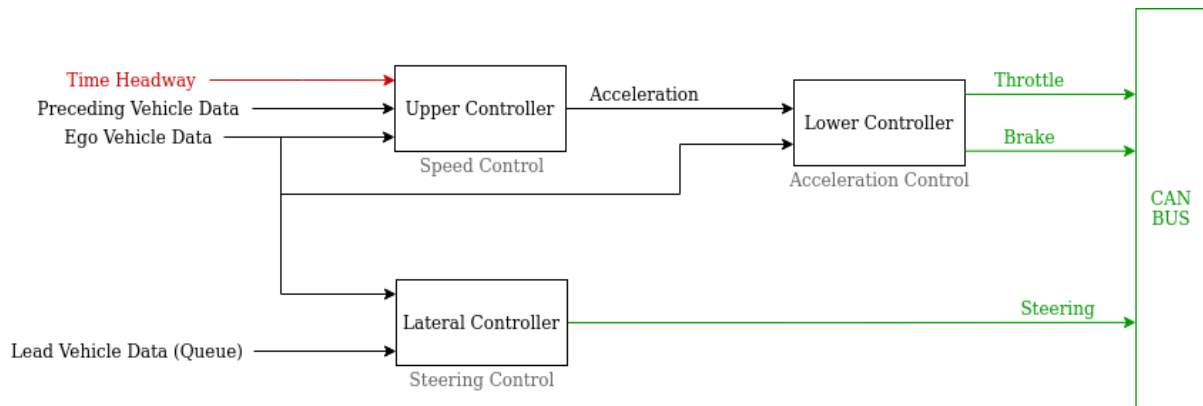 Time Headway
Preceding Vehicle Data
Ego Vehicle Data
Upper Controller
Speed Control
Acceleration
Lower Controller
Acceleration Control
Throttle
Brake
CAN
BUS
Lateral Controller
Steering Control
Steering
Lead Vehicle Data (Queue)